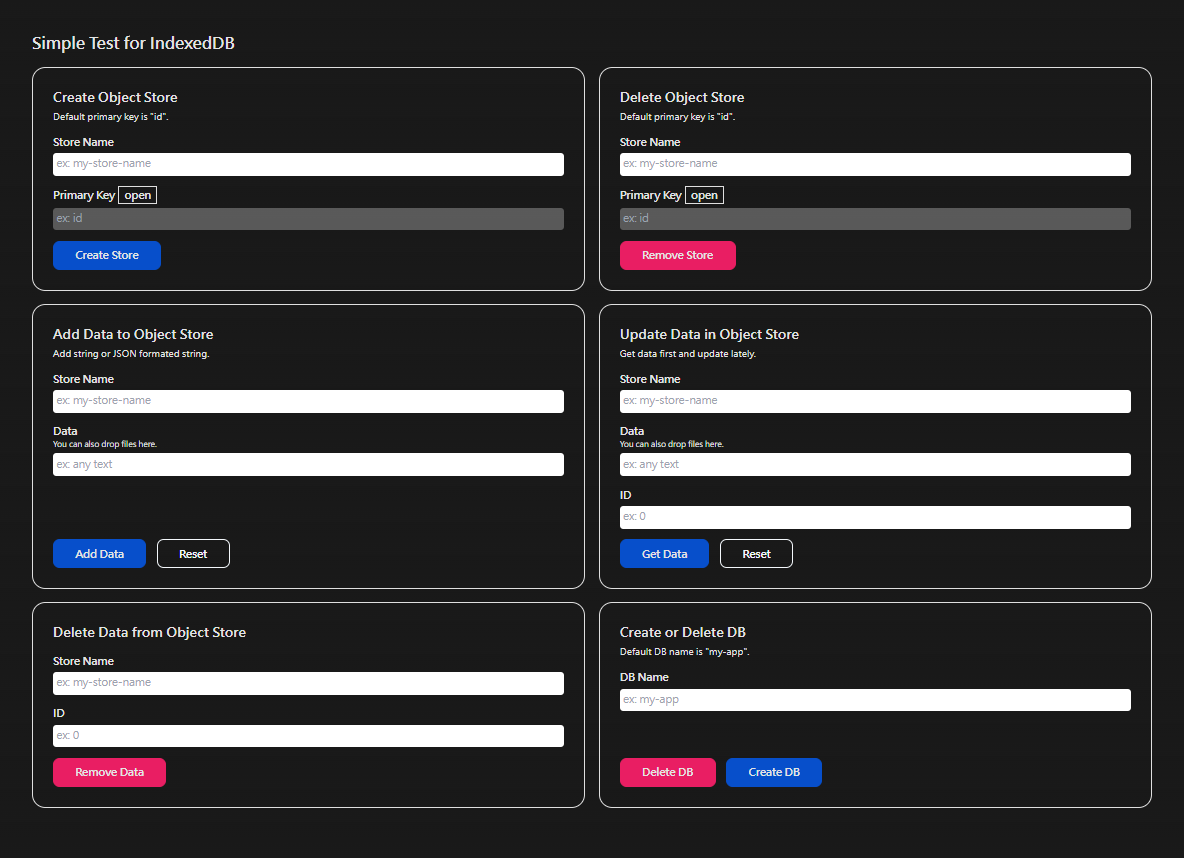 Simple Test for IndexedDB
Create Object Store
Default primary key is "id".
Store Name
ex: my-store-name
Primary Key open
ex: id
Create Store
Delete Object Store
Default primary key is "id".
Store Name
ex: my-store-name
Primary Key open
ex: id
Remove Store
Add Data to Object Store
Add string or JSON formated string.
Store Name
ex: my-store-name
Data
You can also drop files here.
ex: any text
Add Data Reset
Update Data in Object Store
Get data first and update lately.
Store Name
ex: my-store-name
Data
You can also drop files here.
ex: any text
ID
ex: 0
Get Data Reset
Delete Data from Object Store
Store Name
ex: my-store-name
ID
ex: 0
Remove Data
Create or Delete DB
Default DB name is "my-app".
DB Name
ex: my-app
Delete DB Create DB